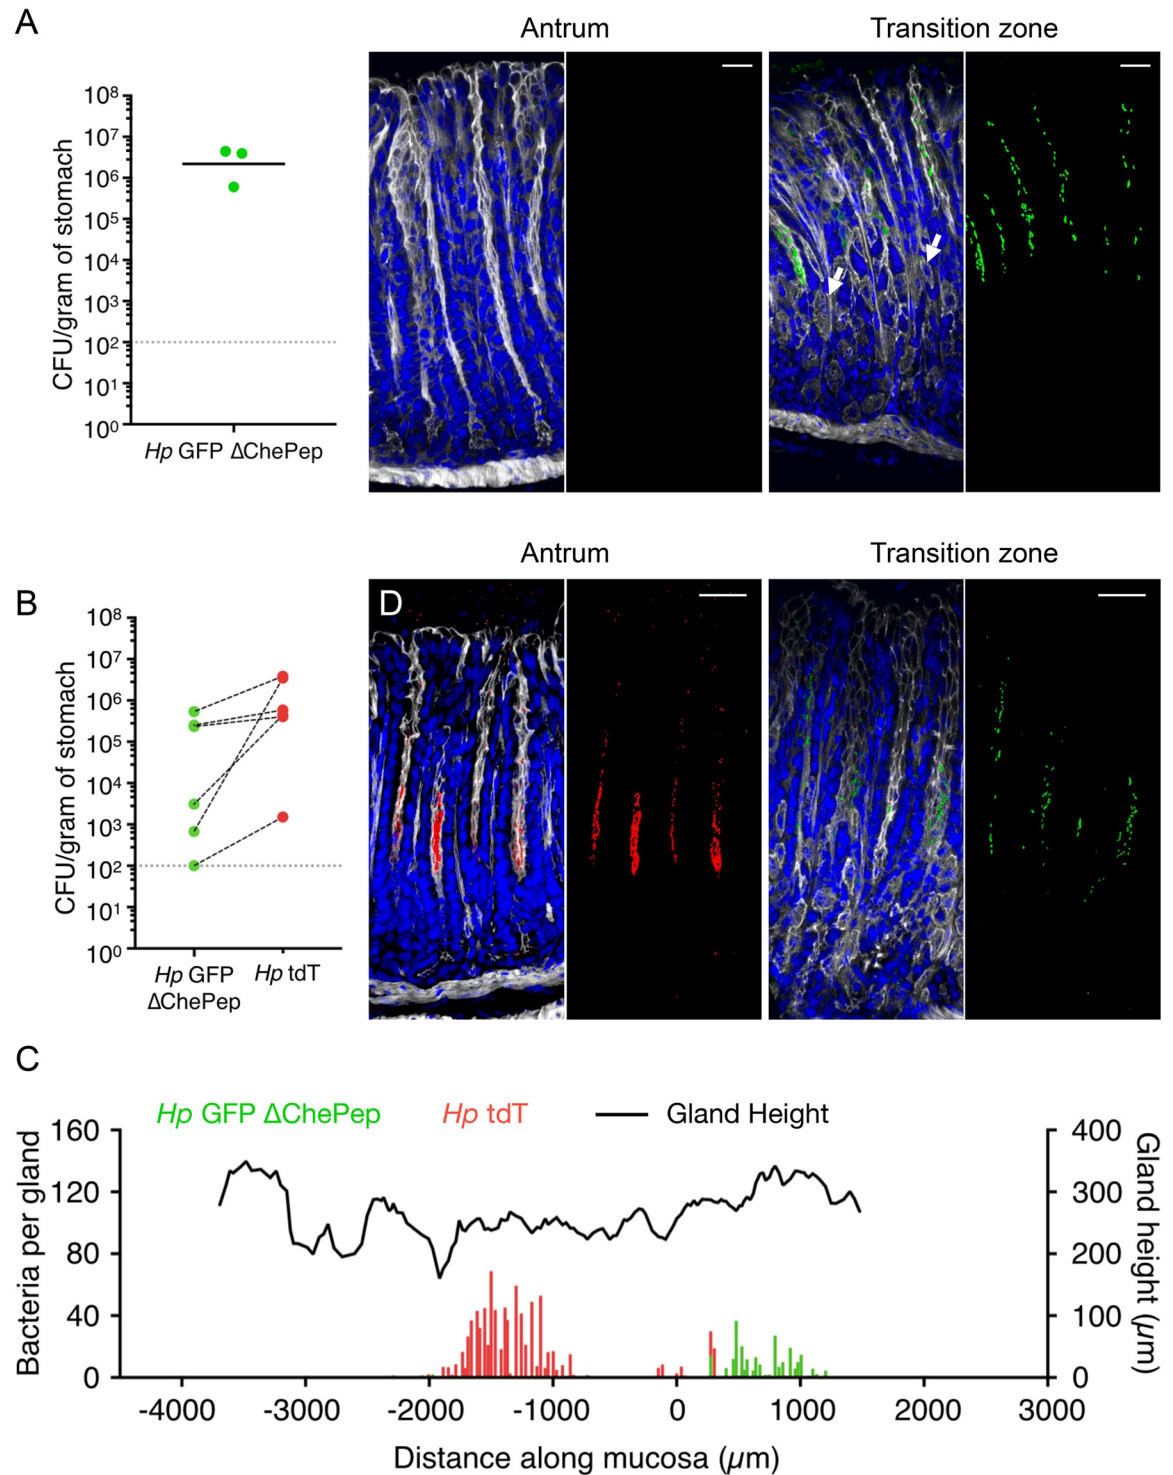 A
Antrum
Transition zone
CFU/gram of stomach
10⁸
10⁷
10⁶
10⁵
10⁴
10³
10²
10¹
10⁰
Hp GFP ΔChePep
B
D
Antrum
Transition zone
CFU/gram of stomach
10⁸
10⁷
10⁶
10⁵
10⁴
10³
10²
10¹
10⁰
Hp GFP
ΔChePep
Hp tdT
C
Hp GFP ΔChePep
Hp tdT
Gland Height
Bacteria per gland
160
120
80
40
0
400
300
200
100
0
Gland height (µm)
-4000
-3000
-2000
-1000
0
1000
2000
3000
Distance along mucosa (µm)